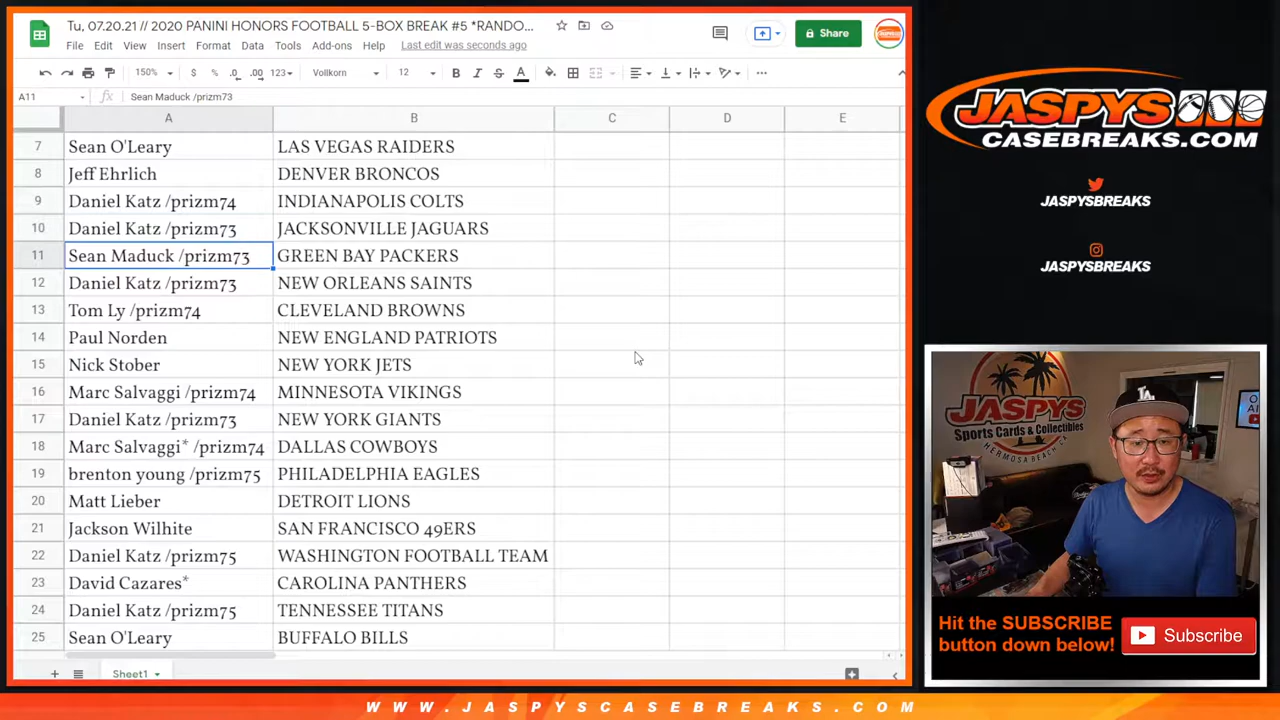 Tu, 07.20.21 // 2020 PANINI HONORS FOOTBALL 5-BOX BREAK #5 *RANDO...
File Edit View Insert Format Data Tools Add-ons Help Last edit was seconds ago
Share
150% $ % .0 .00 123 Vollkorn 12 B I S A
A11 fx Sean Maduck /prizm73
A B C D E
7 Sean O'Leary LAS VEGAS RAIDERS
8 Jeff Ehrlich DENVER BRONCOS
9 Daniel Katz /prizm74 INDIANAPOLIS COLTS
10 Daniel Katz /prizm73 JACKSONVILLE JAGUARS
11 Sean Maduck /prizm73 GREEN BAY PACKERS
12 Daniel Katz /prizm73 NEW ORLEANS SAINTS
13 Tom Ly /prizm74 CLEVELAND BROWNS
14 Paul Norden NEW ENGLAND PATRIOTS
15 Nick Stober NEW YORK JETS
16 Marc Salvaggi /prizm74 MINNESOTA VIKINGS
17 Daniel Katz /prizm73 NEW YORK GIANTS
18 Marc Salvaggi* /prizm74 DALLAS COWBOYS
19 brenton young /prizm75 PHILADELPHIA EAGLES
20 Matt Lieber DETROIT LIONS
21 Jackson Wilhite SAN FRANCISCO 49ERS
22 Daniel Katz /prizm75 WASHINGTON FOOTBALL TEAM
23 David Cazares* CAROLINA PANTHERS
24 Daniel Katz /prizm75 TENNESSEE TITANS
25 Sean O'Leary BUFFALO BILLS
Sheet1
JASPYS
CASEBREAKS.COM
JASPYSBREAKS
JASPYSBREAKS
JASPYS
Sports Cards & Collectibles
HERMOSA BEACH, CA
LA
Hit the SUBSCRIBE
button down below!
Subscribe
WWW.JASPYSCASEBREAKS.COM